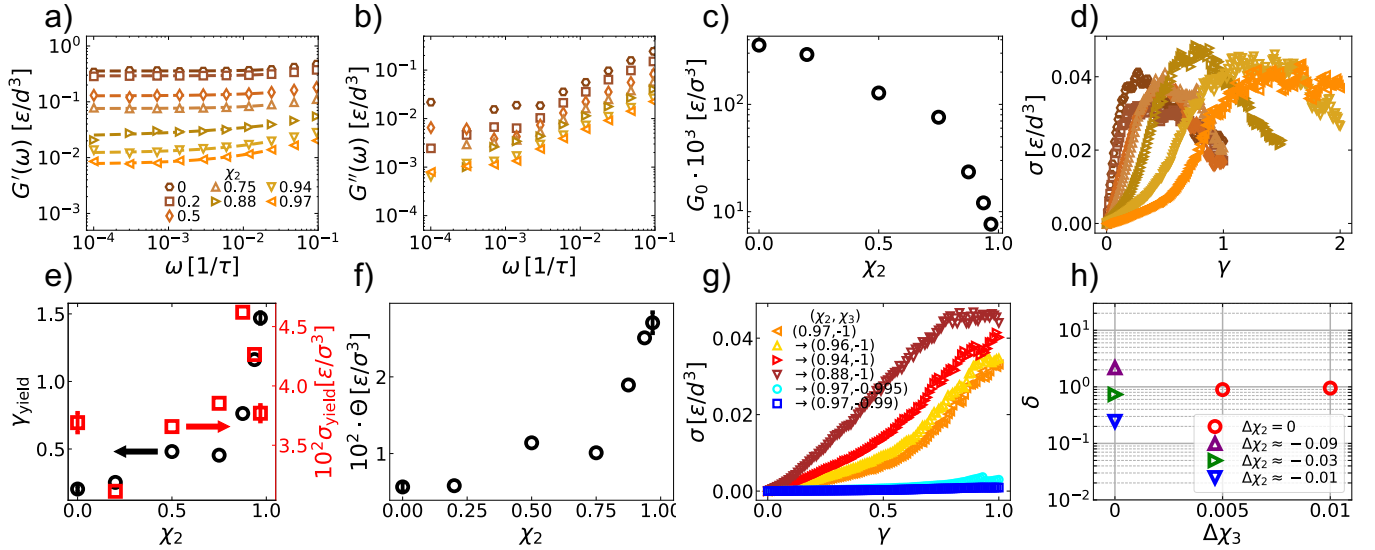 a)
G′(ω) [ε/d³]
10⁰
10⁻¹
10⁻²
10⁻³
χ₂
0
0.75
0.94
0.2
0.88
0.97
0.5
10⁻⁴
10⁻³
10⁻²
10⁻¹
ω [1/τ]
b)
G″(ω) [ε/d³]
10⁻¹
10⁻²
10⁻³
10⁻⁴
10⁻⁴
10⁻³
10⁻²
10⁻¹
ω [1/τ]
c)
G₀ · 10³ [ε/σ³]
10²
10¹
0.0
0.5
1.0
χ₂
d)
σ [ε/d³]
0.04
0.02
0.00
0
1
2
γ
e)
γyield
1.5
1.0
0.5
4.5
4.0
3.5
10²σyield[ε/σ³]
0.0
0.5
1.0
χ₂
f)
10² · Θ [ε/σ³]
2
1
0.00
0.25
0.50
0.75
1.00
χ₂
g)
σ [ε/d³]
0.04
0.02
0.00
(χ₂, χ₃)
(0.97,-1)
→(0.96,-1)
→(0.94,-1)
→(0.88,-1)
→(0.97,-0.995)
→(0.97,-0.99)
0.0
0.5
1.0
γ
h)
δ
10¹
10⁰
10⁻¹
10⁻²
Δχ₂ = 0
Δχ₂ ≈ −0.09
Δχ₂ ≈ −0.03
Δχ₂ ≈ −0.01
0
0.005
0.01
Δχ₃